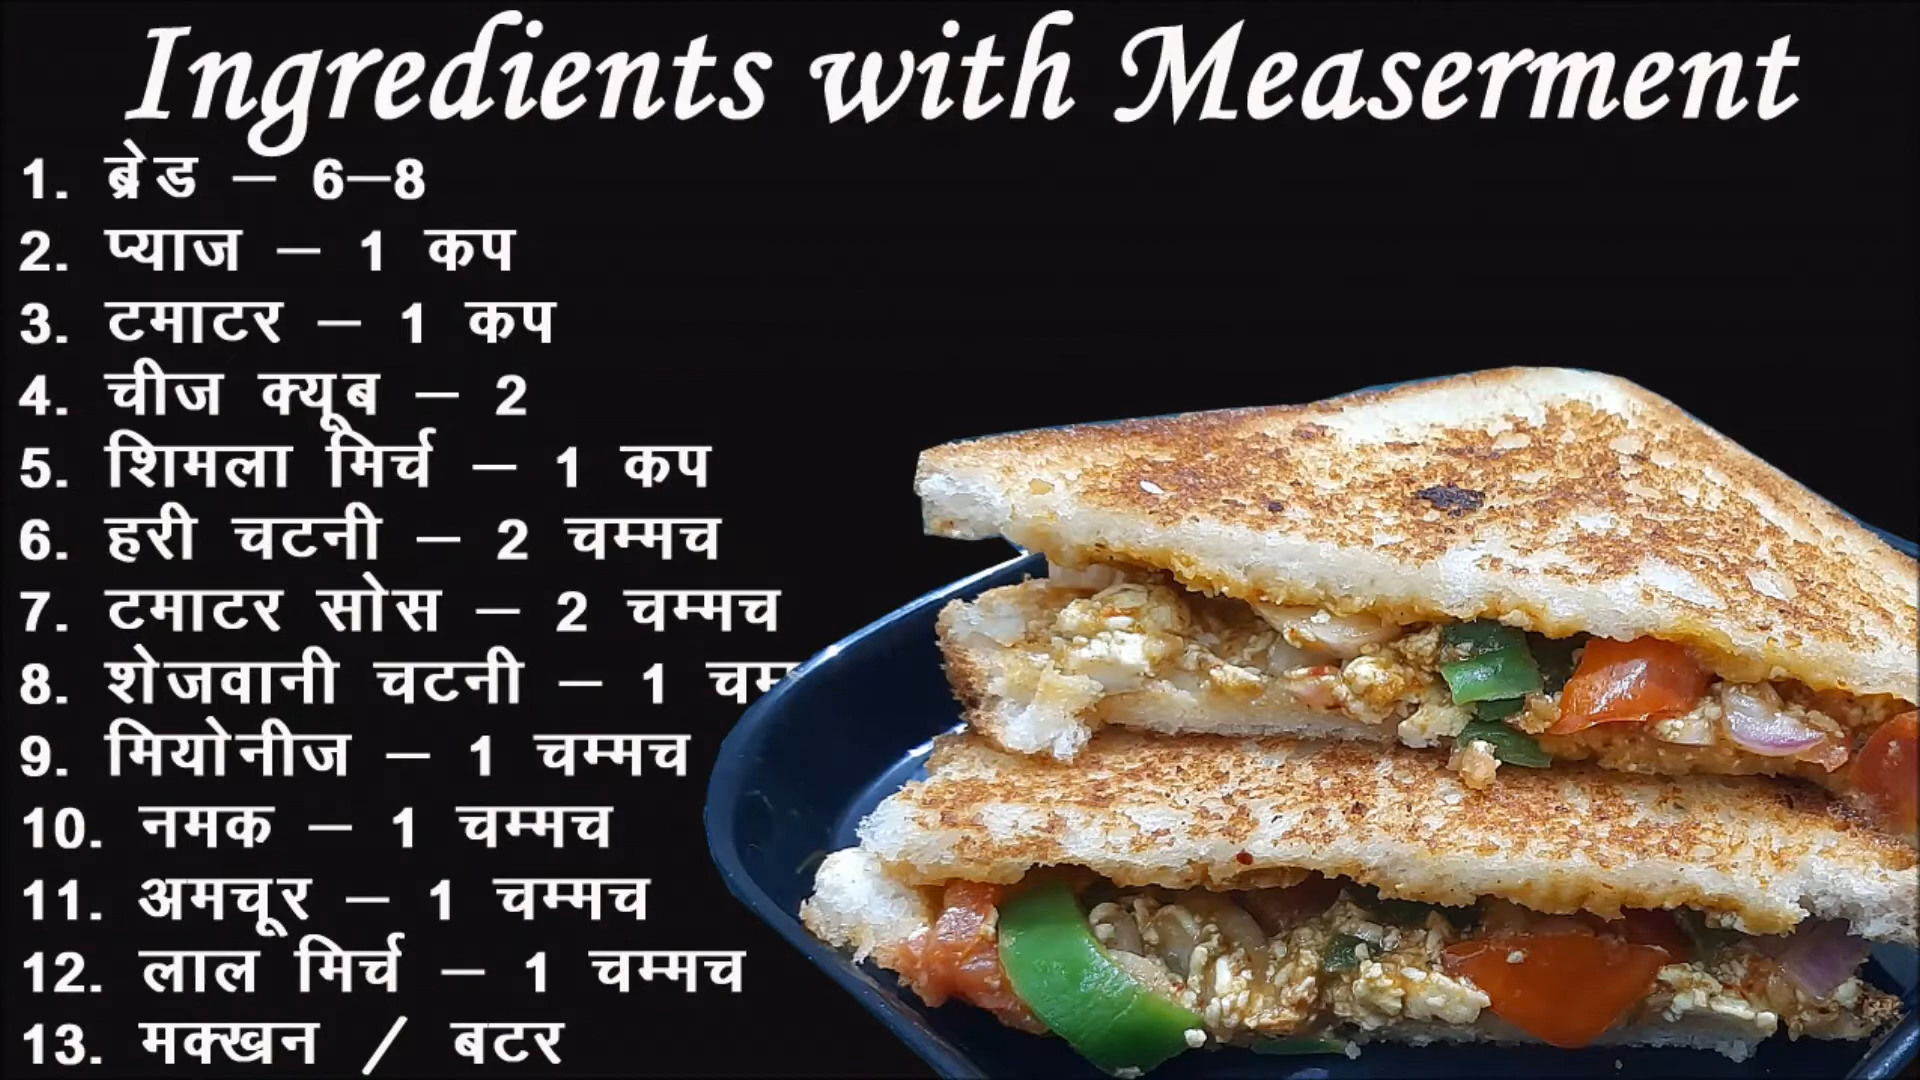 Ingredients with Measerment
1. ब्रेड – 6–8
2. प्याज – 1 कप
3. टमाटर – 1 कप
4. चीज क्यूब – 2
5. शिमला मिर्च – 1 कप
6. हरी चटनी – 2 चम्मच
7. टमाटर सोस – 2 चम्मच
8. शेजवानी चटनी – 1
9. मियोनीज – 1 चम्मच
10. नमक – 1 चम्मच
11. अमचूर – 1 चम्मच
12. लाल मिर्च – 1 चम्मच
13. मक्खन / बटर